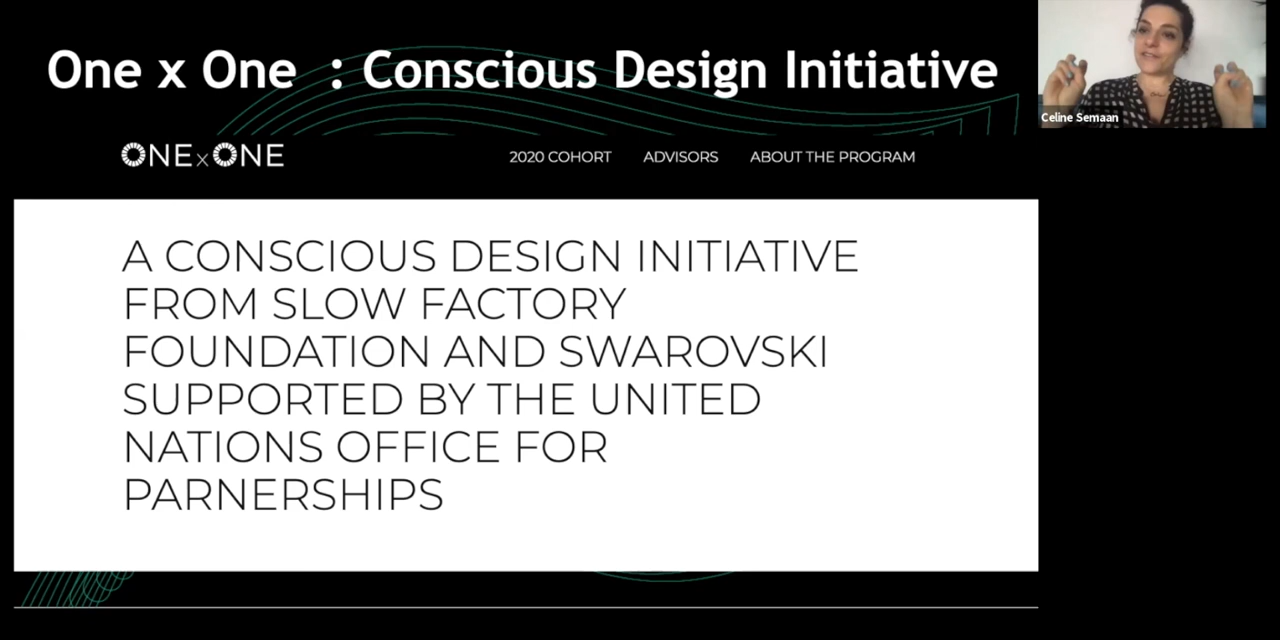 One x One : Conscious Design Initiative
Celine Semaan
ONE x ONE
2020 COHORT ADVISORS ABOUT THE PROGRAM
A CONSCIOUS DESIGN INITIATIVE
FROM SLOW FACTORY
FOUNDATION AND SWAROVSKI
SUPPORTED BY THE UNITED
NATIONS OFFICE FOR
PARNERSHIPS